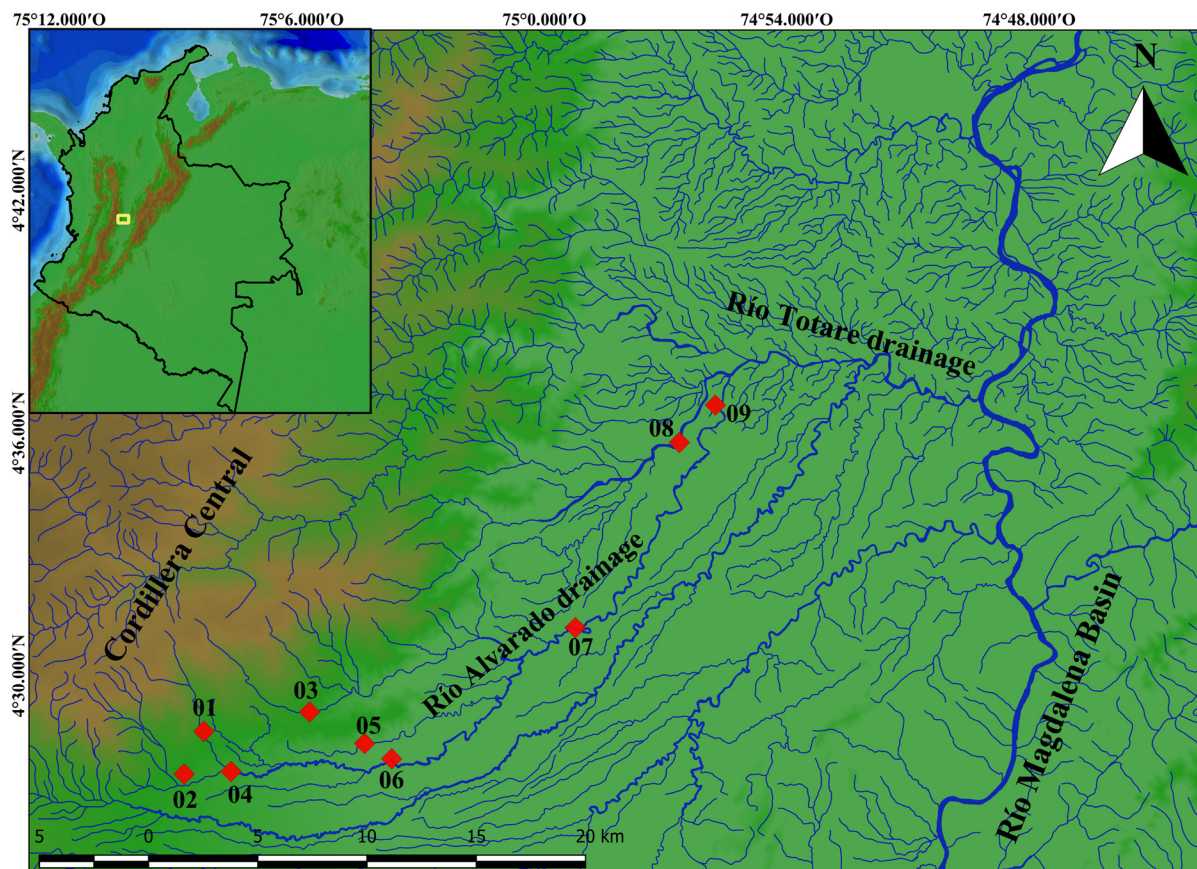 75°12.000'O 75°6.000'O 75°0.000'O 74°54.000'O 74°48.000'O
N
4°42.000'N
Río Totare drainage
09
08
4°36.000'N
Cordillera Central
Río Alvarado drainage
07
Río Magdalena Basin
4°30.000'N
03
01
05
06
02
04
5 0 5 10 15 20 km